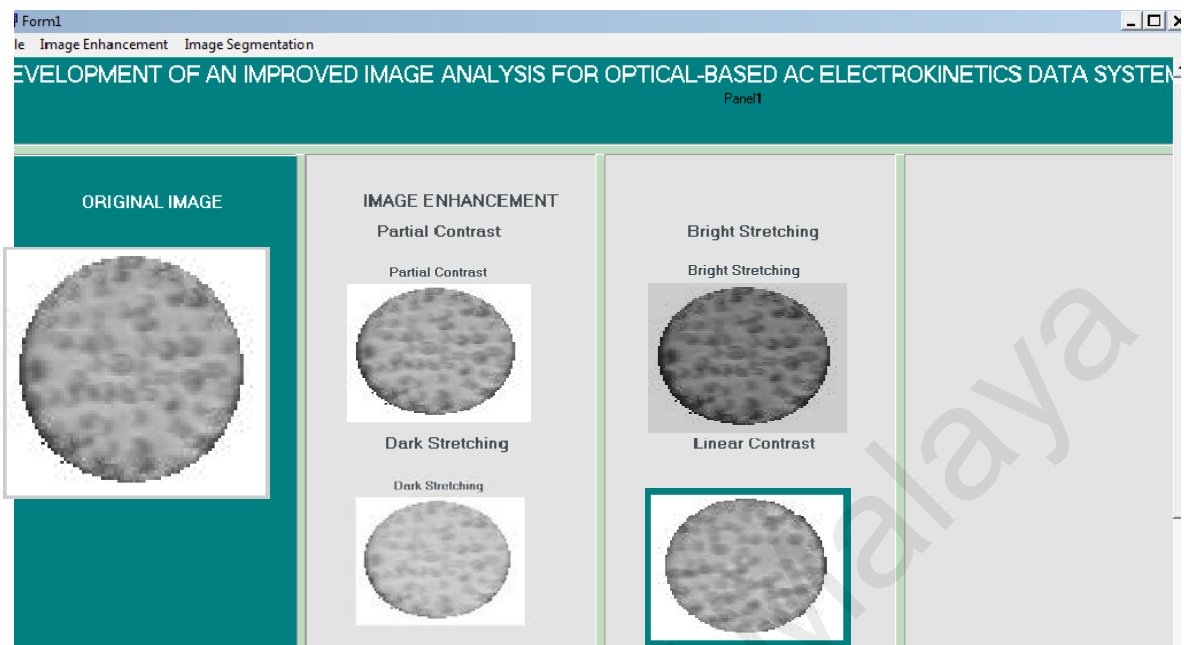 Form1
le Image Enhancement Image Segmentation
EVELOPMENT OF AN IMPROVED IMAGE ANALYSIS FOR OPTICAL-BASED AC ELECTROKINETICS DATA SYSTEM
Panel1
ORIGINAL IMAGE
IMAGE ENHANCEMENT
Partial Contrast
Partial Contrast
Dark Stretching
Dark Stretching
Bright Stretching
Bright Stretching
Linear Contrast
Malaya